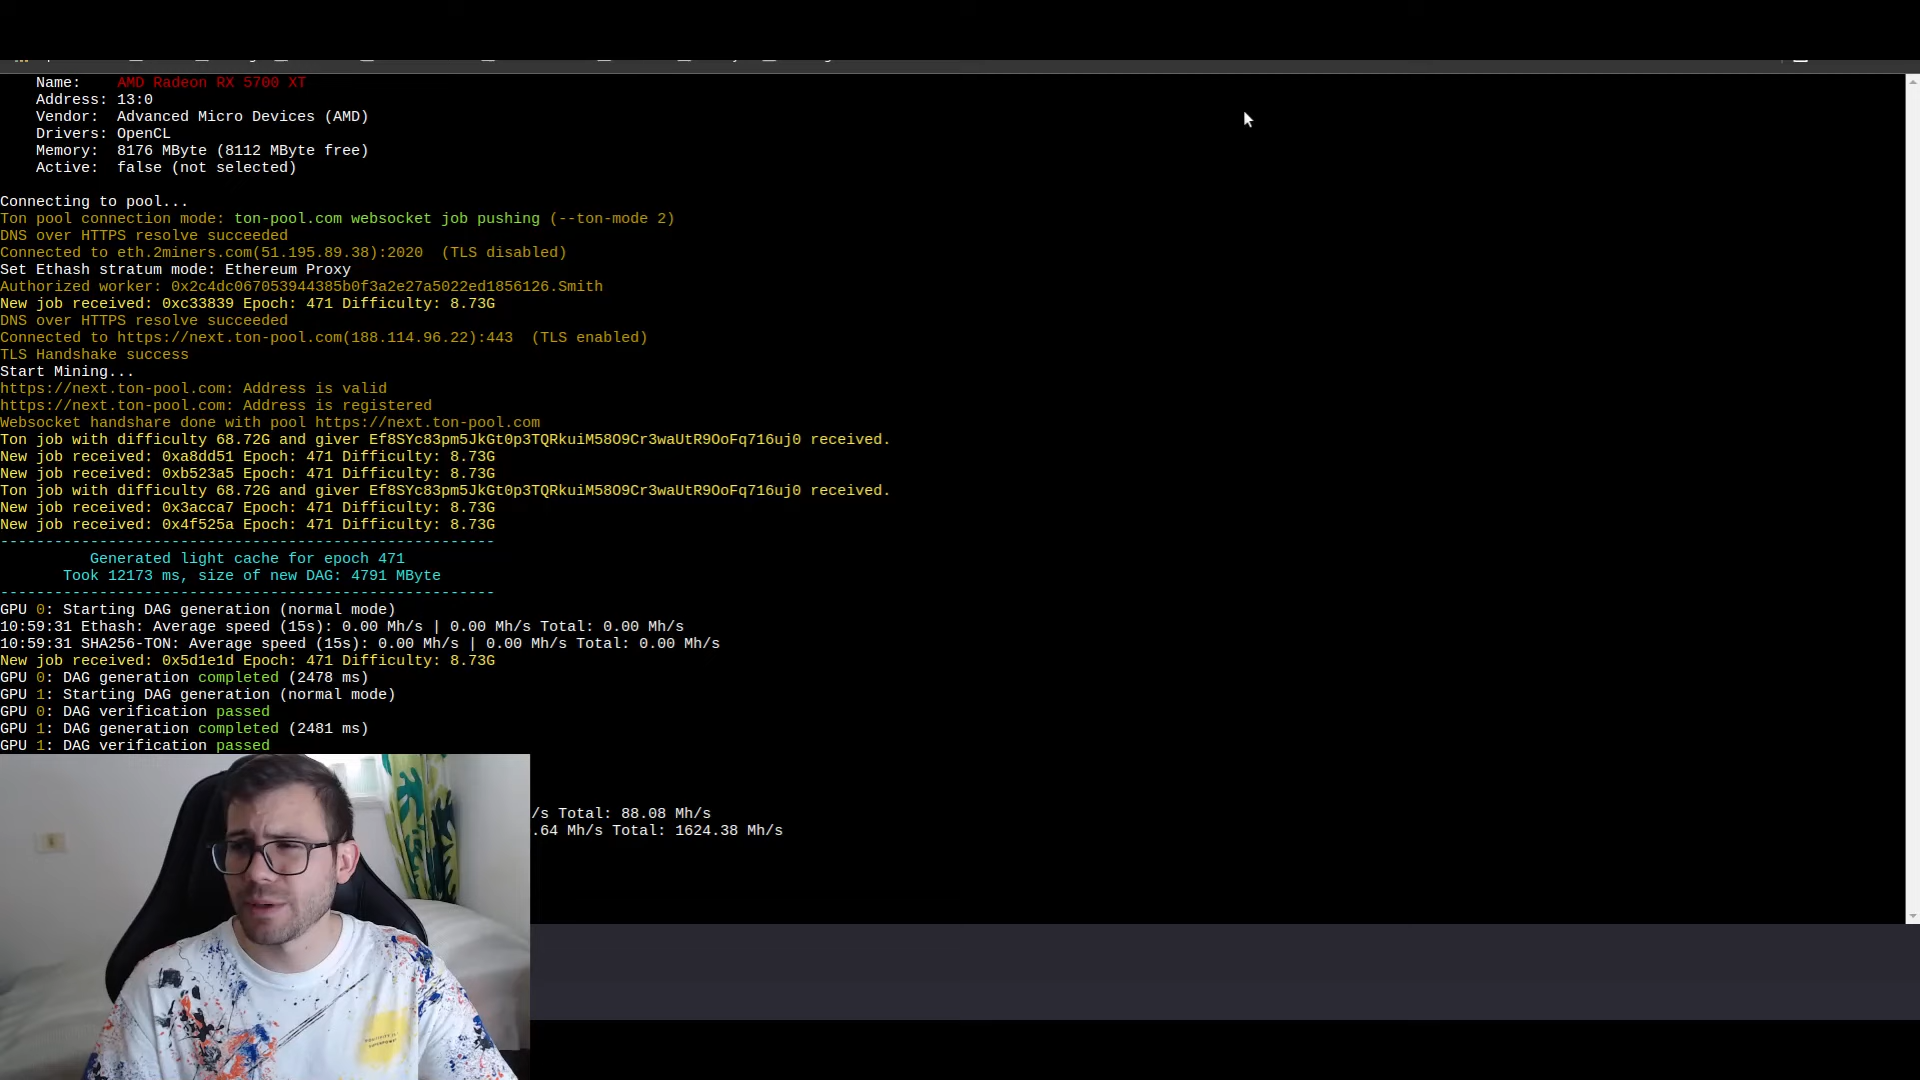 Name: AMD Radeon RX 5700 XT
Address: 13:0
Vendor: Advanced Micro Devices (AMD)
Drivers: OpenCL
Memory: 8176 MByte (8112 MByte free)
Active: false (not selected)
Connecting to pool...
Ton pool connection mode: ton-pool.com websocket job pushing (--ton-mode 2)
DNS over HTTPS resolve succeeded
Connected to eth.2miners.com(51.195.89.38):2020 (TLS disabled)
Set Ethash stratum mode: Ethereum Proxy
Authorized worker: 0x2c4dc067053944385b0f3a2e27a5022ed1856126.Smith
New job received: 0xc33839 Epoch: 471 Difficulty: 8.73G
DNS over HTTPS resolve succeeded
Connected to https://next.ton-pool.com(188.114.96.22):443 (TLS enabled)
TLS Handshake success
Start Mining...
https://next.ton-pool.com: Address is valid
https://next.ton-pool.com: Address is registered
Websocket handshare done with pool https://next.ton-pool.com
Ton job with difficulty 68.72G and giver Ef8SYc83pm5JkGt0p3TQRkuiM58O9Cr3waUtR9OoFq716uj0 received.
New job received: 0xa8dd51 Epoch: 471 Difficulty: 8.73G
New job received: 0xb523a5 Epoch: 471 Difficulty: 8.73G
Ton job with difficulty 68.72G and giver Ef8SYc83pm5JkGt0p3TQRkuiM58O9Cr3waUtR9OoFq716uj0 received.
New job received: 0x3acca7 Epoch: 471 Difficulty: 8.73G
New job received: 0x4f525a Epoch: 471 Difficulty: 8.73G
-------------------------------------------------------
Generated light cache for epoch 471
Took 12173 ms, size of new DAG: 4791 MByte
-------------------------------------------------------
GPU 0: Starting DAG generation (normal mode)
10:59:31 Ethash: Average speed (15s): 0.00 Mh/s | 0.00 Mh/s Total: 0.00 Mh/s
10:59:31 SHA256-TON: Average speed (15s): 0.00 Mh/s | 0.00 Mh/s Total: 0.00 Mh/s
New job received: 0x5d1e1d Epoch: 471 Difficulty: 8.73G
GPU 0: DAG generation completed (2478 ms)
GPU 1: Starting DAG generation (normal mode)
GPU 0: DAG verification passed
GPU 1: DAG generation completed (2481 ms)
GPU 1: DAG verification passed
/s Total: 88.08 Mh/s
.64 Mh/s Total: 1624.38 Mh/s